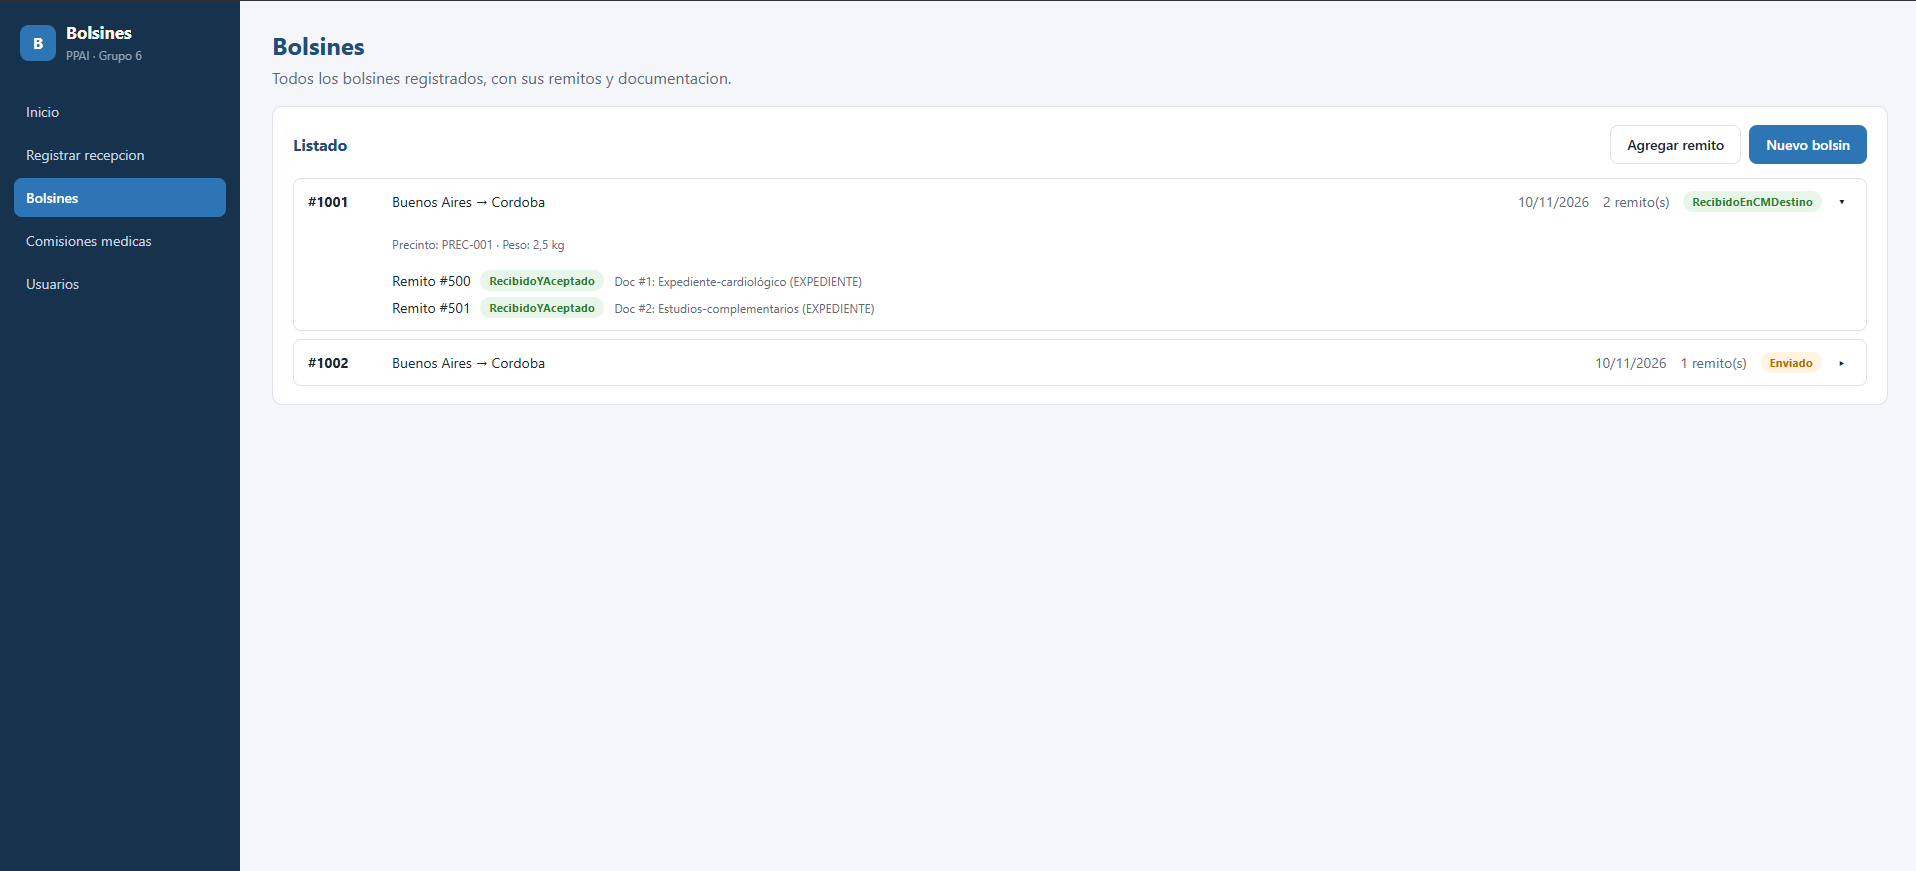 B
Bolsines
PPAI · Grupo 6
Inicio
Registrar recepcion
Bolsines
Comisiones medicas
Usuarios
Bolsines
Todos los bolsines registrados, con sus remitos y documentacion.
Listado
Agregar remito
Nuevo bolsin
#1001 Buenos Aires → Cordoba 10/11/2026 2 remito(s) RecibidoEnCMDestino ▾
Precinto: PREC-001 · Peso: 2,5 kg
Remito #500 RecibidoYAceptado Doc #1: Expediente-cardiológico (EXPEDIENTE)
Remito #501 RecibidoYAceptado Doc #2: Estudios-complementarios (EXPEDIENTE)
#1002 Buenos Aires → Cordoba 10/11/2026 1 remito(s) Enviado ▸